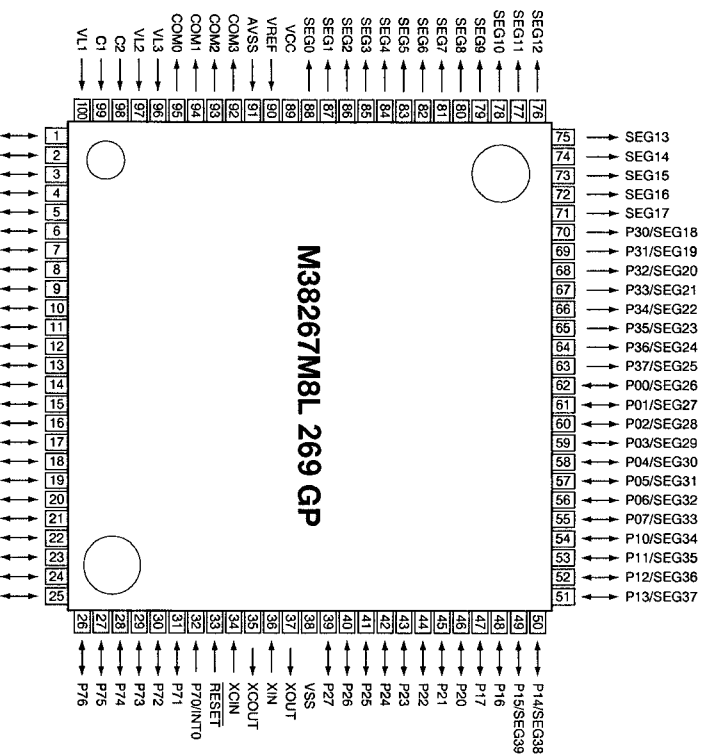 VL1
C1
C2
VL2
VL3
COM0
COM1
COM2
COM3
AVSS
VREF
VCC
SEG0
SEG1
SEG2
SEG3
SEG4
SEG5
SEG6
SEG7
SEG8
SEG9
SEG10
SEG11
SEG12
100
99
98
97
96
95
94
93
92
91
90
89
88
87
86
85
84
83
82
81
80
79
78
77
76
1
2
3
4
5
6
7
8
9
10
11
12
13
14
15
16
17
18
19
20
21
22
23
24
25
M38267M8L 269 GP
75 SEG13
74 SEG14
73 SEG15
72 SEG16
71 SEG17
70 P30/SEG18
69 P31/SEG19
68 P32/SEG20
67 P33/SEG21
66 P34/SEG22
65 P35/SEG23
64 P36/SEG24
63 P37/SEG25
62 P00/SEG26
61 P01/SEG27
60 P02/SEG28
59 P03/SEG29
58 P04/SEG30
57 P05/SEG31
56 P06/SEG32
55 P07/SEG33
54 P10/SEG34
53 P11/SEG35
52 P12/SEG36
51 P13/SEG37
26
27
28
29
30
31
32
33
34
35
36
37
38
39
40
41
42
43
44
45
46
47
48
49
50
P76
P75
P74
P73
P72
P71
P70/INT0
RESET
XCIN
XCOUT
XIN
XOUT
VSS
P27
P26
P25
P24
P23
P22
P21
P20
P17
P16
P15/SEG39
P14/SEG38